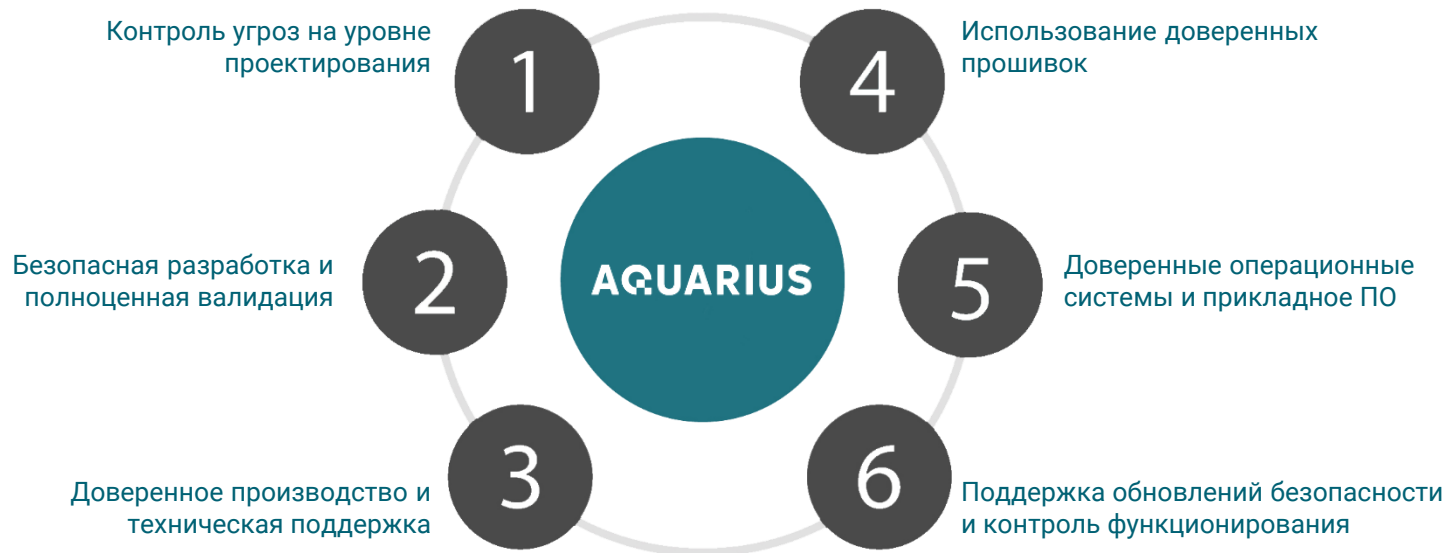 Контроль угроз на уровне
проектирования
1
Безопасная разработка и
полноценная валидация
2
Доверенное производство и
техническая поддержка
3
AQUARIUS
4
Использование доверенных
прошивок
5
Доверенные операционные
системы и прикладное ПО
6
Поддержка обновлений безопасности
и контроль функционирования